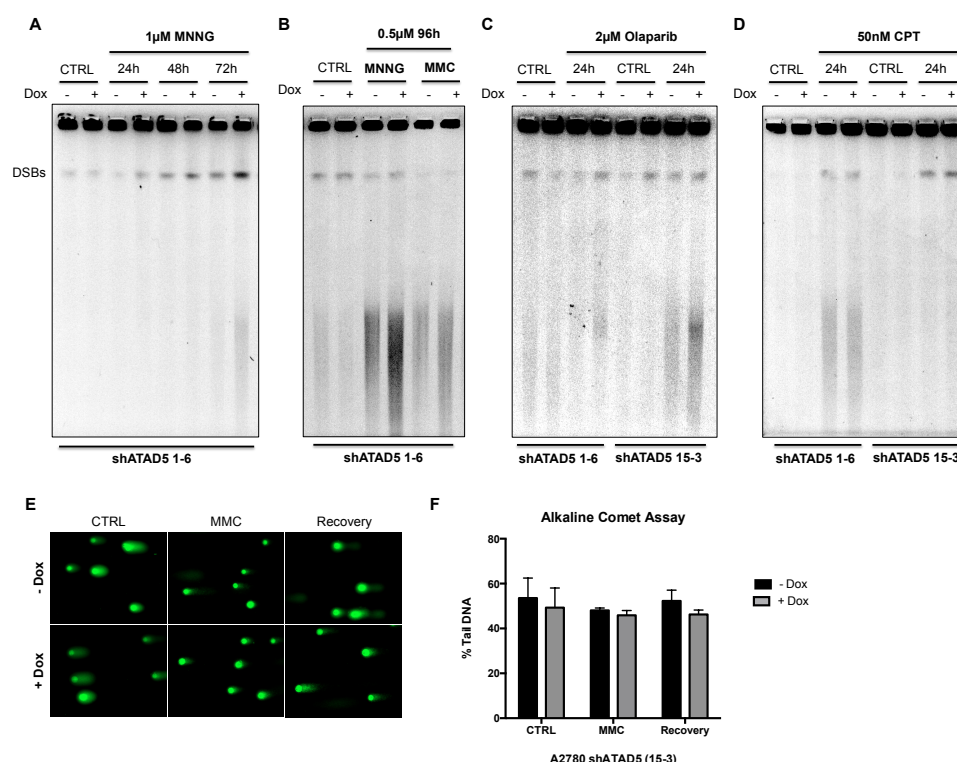 A
1µM MNNG
CTRL 24h 48h 72h
Dox - + - + - + - +
DSBs
shATAD5 1-6
B
0.5µM 96h
CTRL MNNG MMC
Dox - + - + - +
shATAD5 1-6
C
2µM Olaparib
CTRL 24h CTRL 24h
Dox - + - + - + - +
shATAD5 1-6 shATAD5 15-3
D
50nM CPT
CTRL 24h CTRL 24h
Dox - + - + - + - +
shATAD5 1-6 shATAD5 15-3
E
CTRL MMC Recovery
- Dox
+ Dox
F
Alkaline Comet Assay
% Tail DNA
80
60
40
20
0
CTRL MMC Recovery
- Dox
+ Dox
A2780 shATAD5 (15-3)